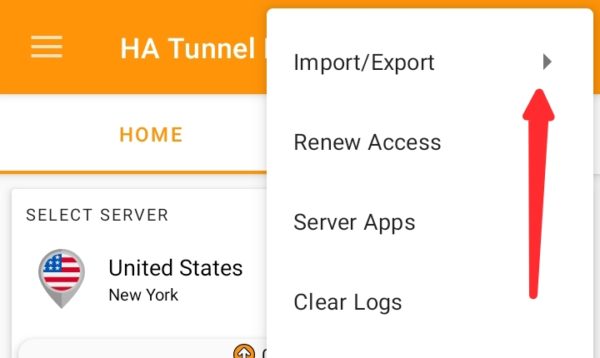 HA Tunnel
Import/Export
HOME
Renew Access
SELECT SERVER
Server Apps
United States
New York
Clear Logs